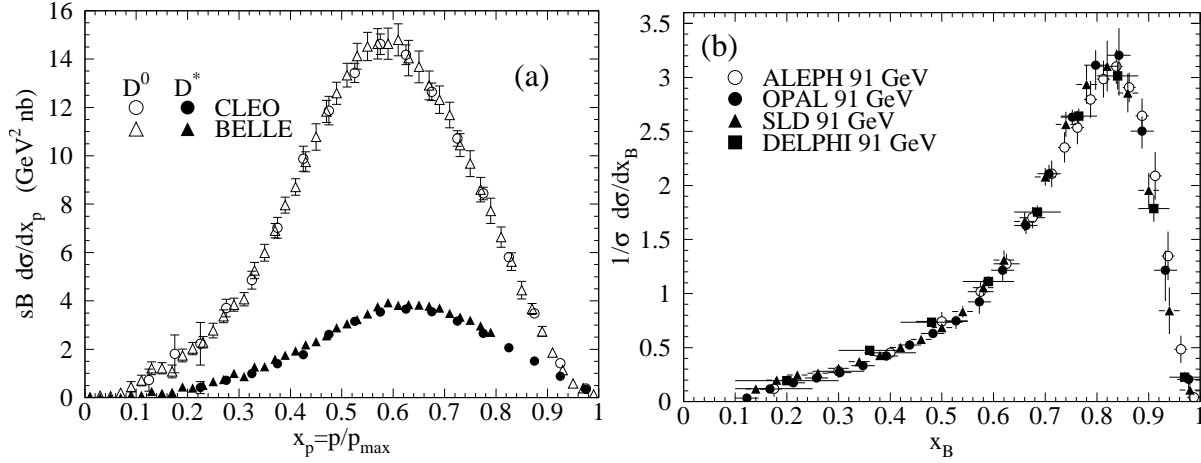 16
14
12
10
8
6
4
2
0
sB dσ/dx_p (GeV² nb)
(a)
D⁰ D*
CLEO
BELLE
0 0.1 0.2 0.3 0.4 0.5 0.6 0.7 0.8 0.9 1
x_p=p/p_max
3.5
3
2.5
2
1.5
1
0.5
0
1/σ dσ/dx_B
(b)
ALEPH 91 GeV
OPAL 91 GeV
SLD 91 GeV
DELPHI 91 GeV
0 0.1 0.2 0.3 0.4 0.5 0.6 0.7 0.8 0.9 1
x_B